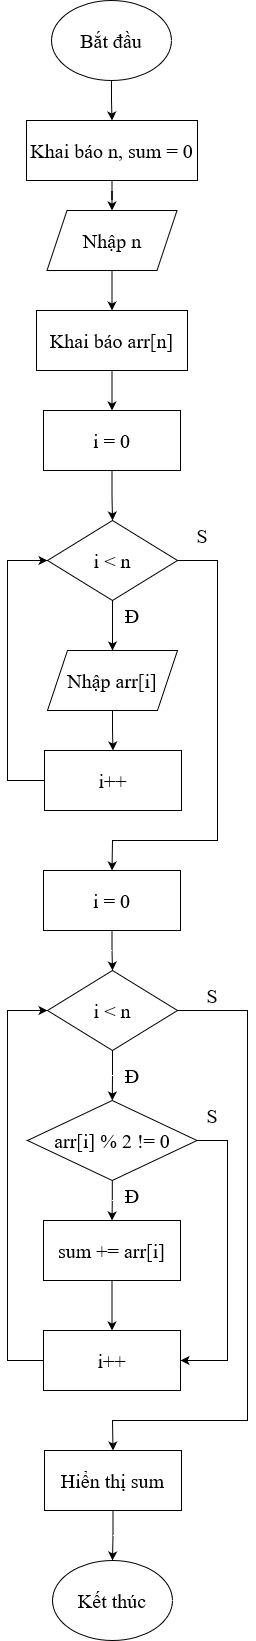 Bắt đầu
Khai báo n, sum = 0
Nhập n
Khai báo arr[n]
i = 0
i < n
S
Đ
Nhập arr[i]
i++
i = 0
i < n
S
Đ
arr[i] % 2 != 0
S
Đ
sum += arr[i]
i++
Hiển thị sum
Kết thúc